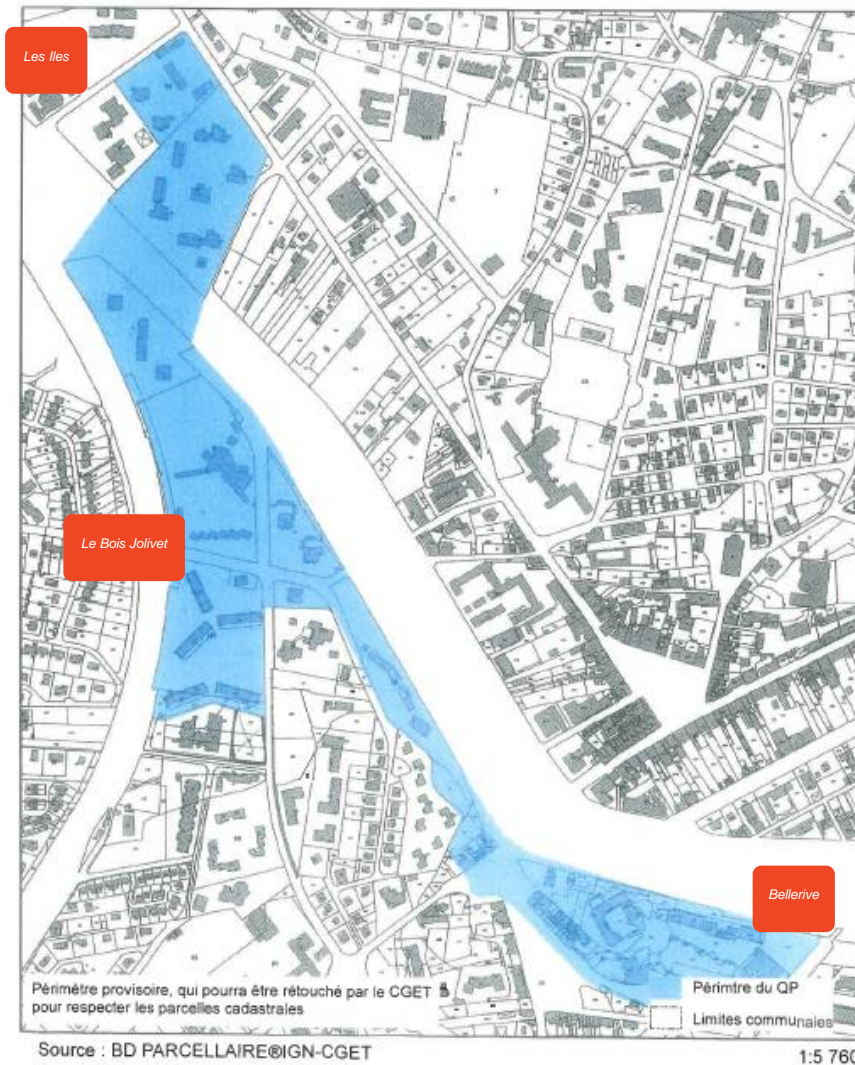 Les Iles
Le Bois Jolivet
Bellerive
Périmètre provisoire, qui pourra être rétouché par le CGET
pour respecter les parcelles cadastrales
Périmtre du QP
Limites communales
Source : BD PARCELLAIRE®IGN-CGET
1:5 760